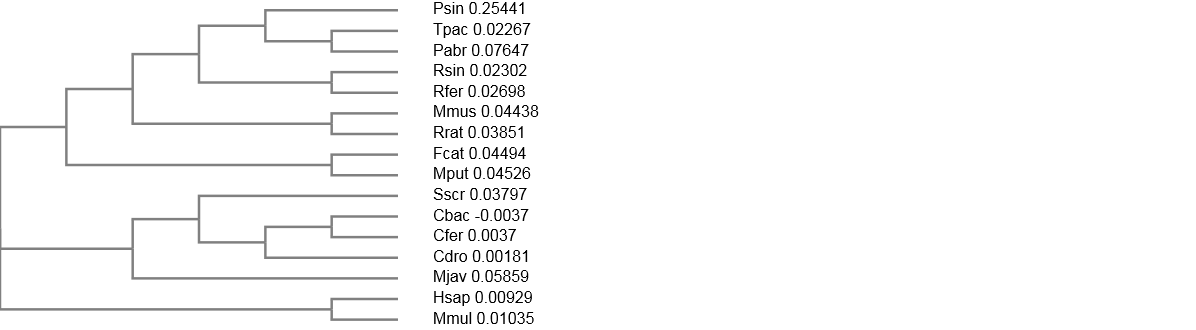 Psin 0.25441
Tpac 0.02267
Pabr 0.07647
Rsin 0.02302
Rfer 0.02698
Mmus 0.04438
Rrat 0.03851
Fcat 0.04494
Mput 0.04526
Sscr 0.03797
Cbac -0.0037
Cfer 0.0037
Cdro 0.00181
Mjav 0.05859
Hsap 0.00929
Mmul 0.01035